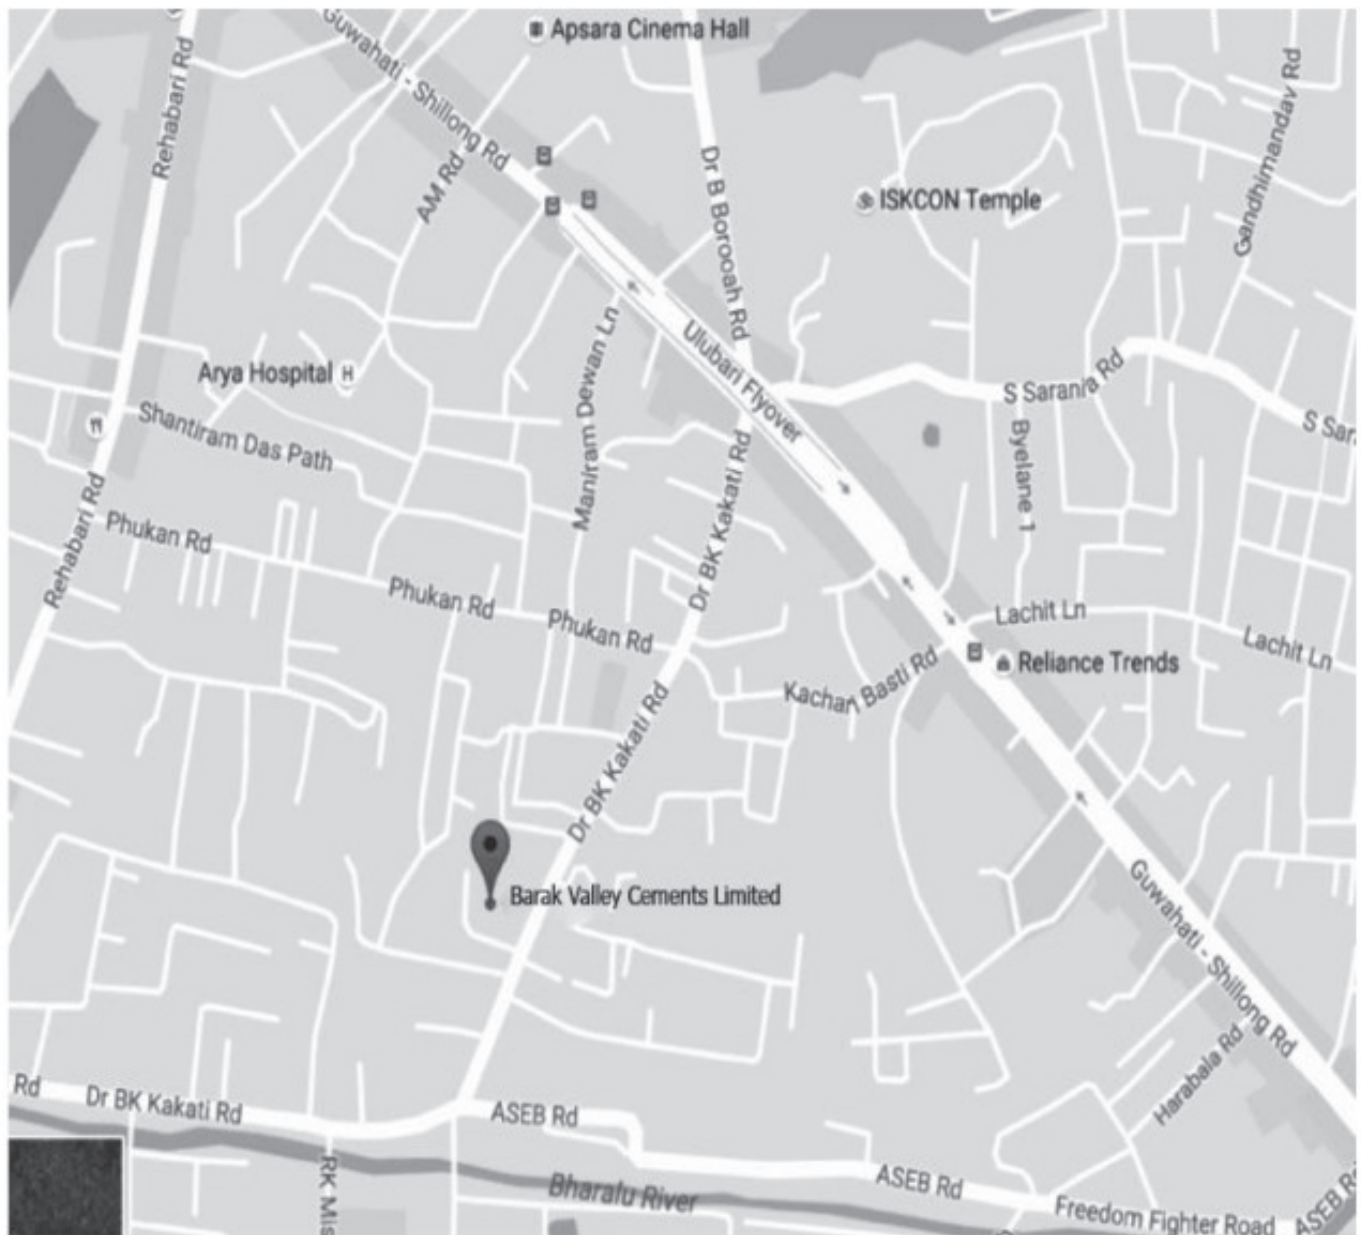 Apsara Cinema Hall
Guwahati - Shillong Rd
Rehabari Rd
AM Rd
Dr B Borooah Rd
ISKCON Temple
Gandhimandav Rd
Ulubari Flyover
Maniram Dewan Ln
Arya Hospital
H
S Sarania Rd
S Sar
Shantiram Das Path
Byelane 1
Dr BK Kakati Rd
Rehabari Rd
Phukan Rd
Phukan Rd
Phukan Rd
Lachit Ln
Lachit Ln
Reliance Trends
Kachari Basti Rd
Dr BK Kakati Rd
Barak Valley Cements Limited
Guwahati - Shillong Rd
Harabala Rd
Rd
Dr BK Kakati Rd
ASEB Rd
RK Mis
Bharalu River
ASEB Rd
Freedom Fighter Road
ASEB Rd